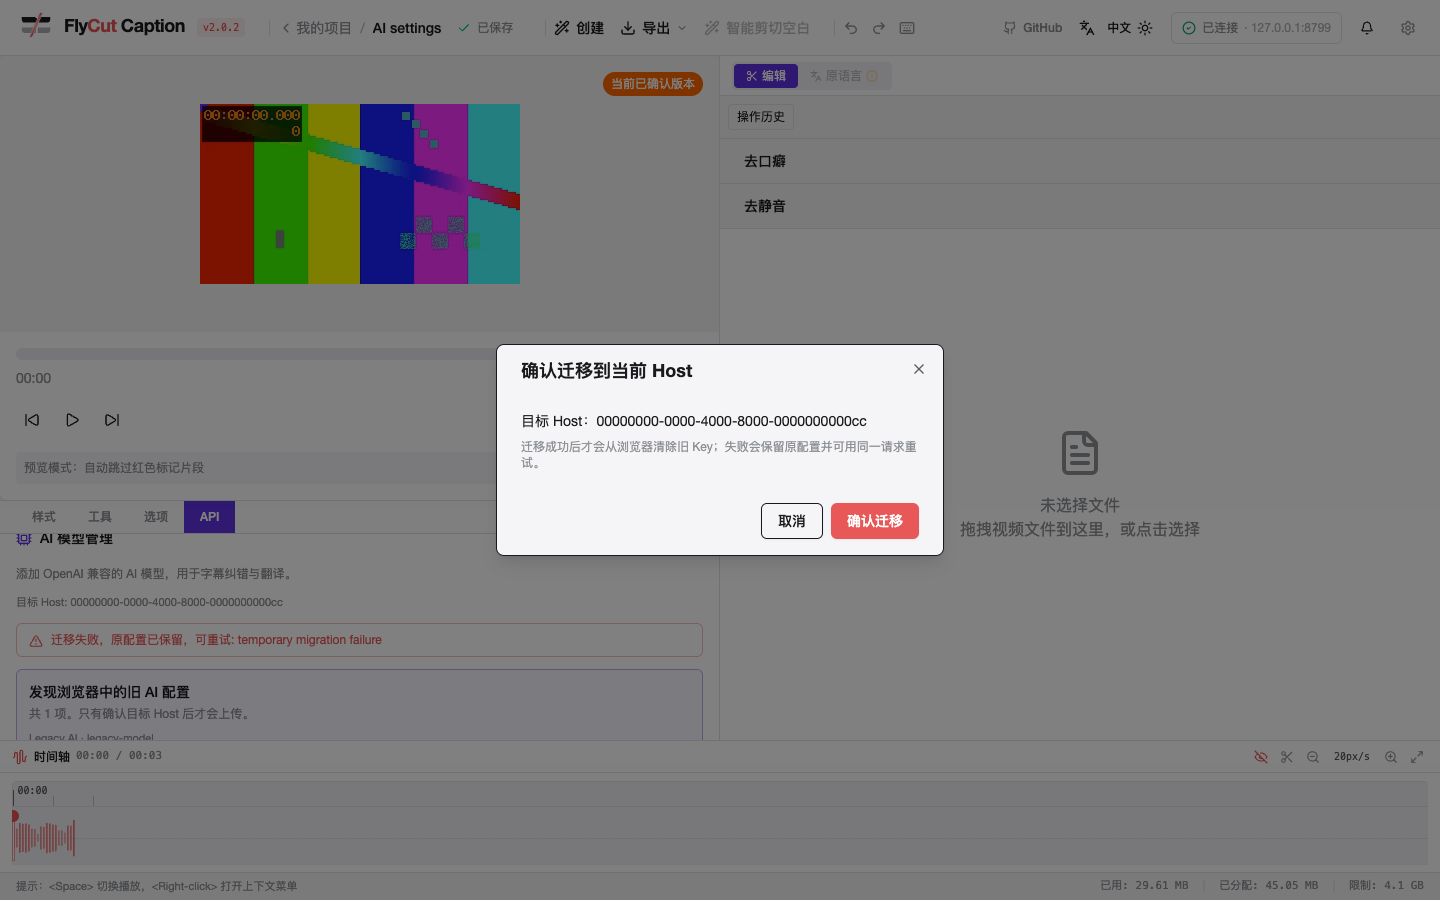 FlyCut Caption v2.0.2 我的项目 / AI settings 已保存 创建 导出 智能剪切空白 GitHub 中文 已连接 · 127.0.0.1:8799
当前已确认版本
编辑 原语言
00:00:00.000
0
操作历史
去口癖
去静音
00:00
预览模式：自动跳过红色标记片段
确认迁移到当前 Host
目标 Host：00000000-0000-4000-8000-0000000000cc
迁移成功后才会从浏览器清除旧 Key；失败会保留原配置并可用同一请求重
试。
取消 确认迁移
未选择文件
拖拽视频文件到这里，或点击选择
样式 工具 选项 API
AI 模型管理
添加 OpenAI 兼容的 AI 模型，用于字幕纠错与翻译。
目标 Host: 00000000-0000-4000-8000-0000000000cc
迁移失败，原配置已保留，可重试: temporary migration failure
发现浏览器中的旧 AI 配置
共 1 项。只有确认目标 Host 后才会上传。
Legacy AI · legacy-model
时间轴 00:00 / 00:03 20px/s
00:00
提示：<Space> 切换播放，<Right-click> 打开上下文菜单 已用: 29.61 MB 已分配: 45.05 MB 限制: 4.1 GB